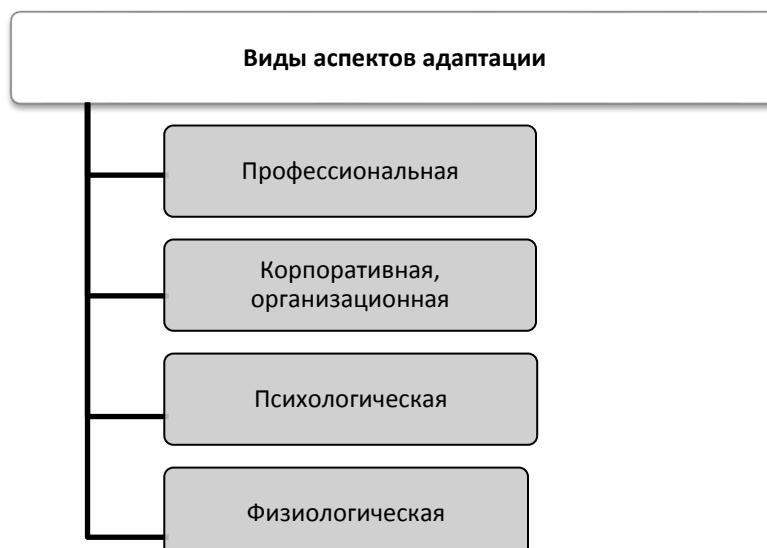 Виды аспектов адаптации
Профессиональная
Корпоративная,
организационная
Психологическая
Физиологическая